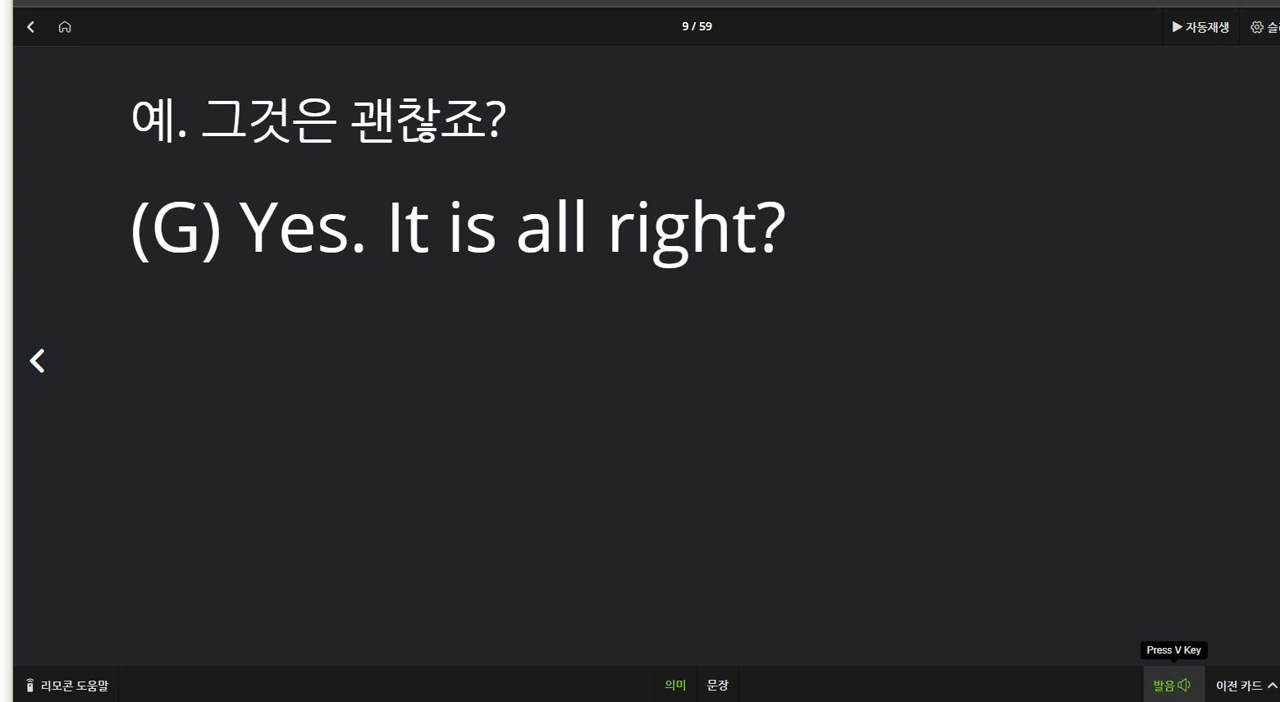 9 / 59
자동재생
예. 그것은 괜찮죠?
(G) Yes. It is all right?
Press V Key
리모콘 도움말
의미
문장
발음
이전 카드